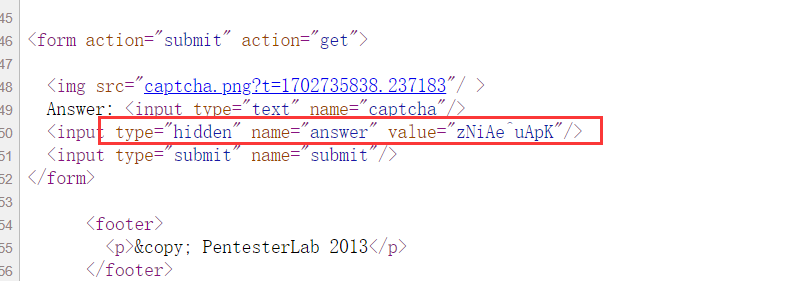 45
46 <form action="submit" action="get">
47
48 <img src="captcha.png?t=1702735838.237183"/ >
49 Answer: <input type="text" name="captcha"/>
50 <input type="hidden" name="answer" value="zNiAe^uApK"/>
51 <input type="submit" name="submit"/>
52 </form>
53
54 <footer>
55 <p>&copy; PentesterLab 2013</p>
56 </footer>